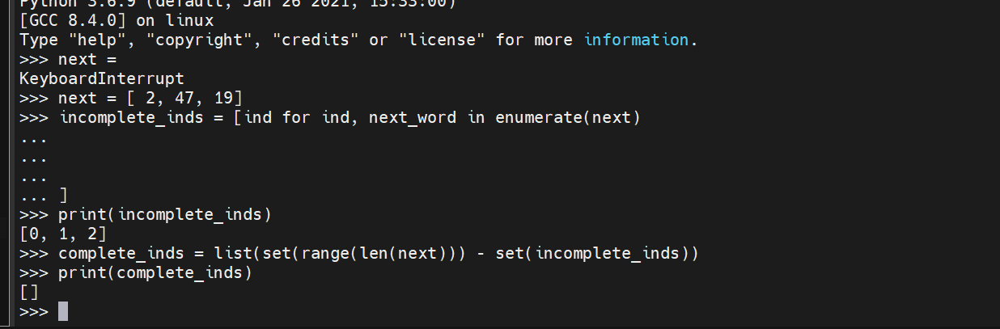 Python 3.6.9 (default, Jan 26 2021, 15:33:00)
[GCC 8.4.0] on linux
Type "help", "copyright", "credits" or "license" for more information.
>>> next =
KeyboardInterrupt
>>> next = [ 2, 47, 19]
>>> incomplete_inds = [ind for ind, next_word in enumerate(next)
...
...
...
... ]
>>> print(incomplete_inds)
[0, 1, 2]
>>> complete_inds = list(set(range(len(next))) - set(incomplete_inds))
>>> print(complete_inds)
[]
>>>